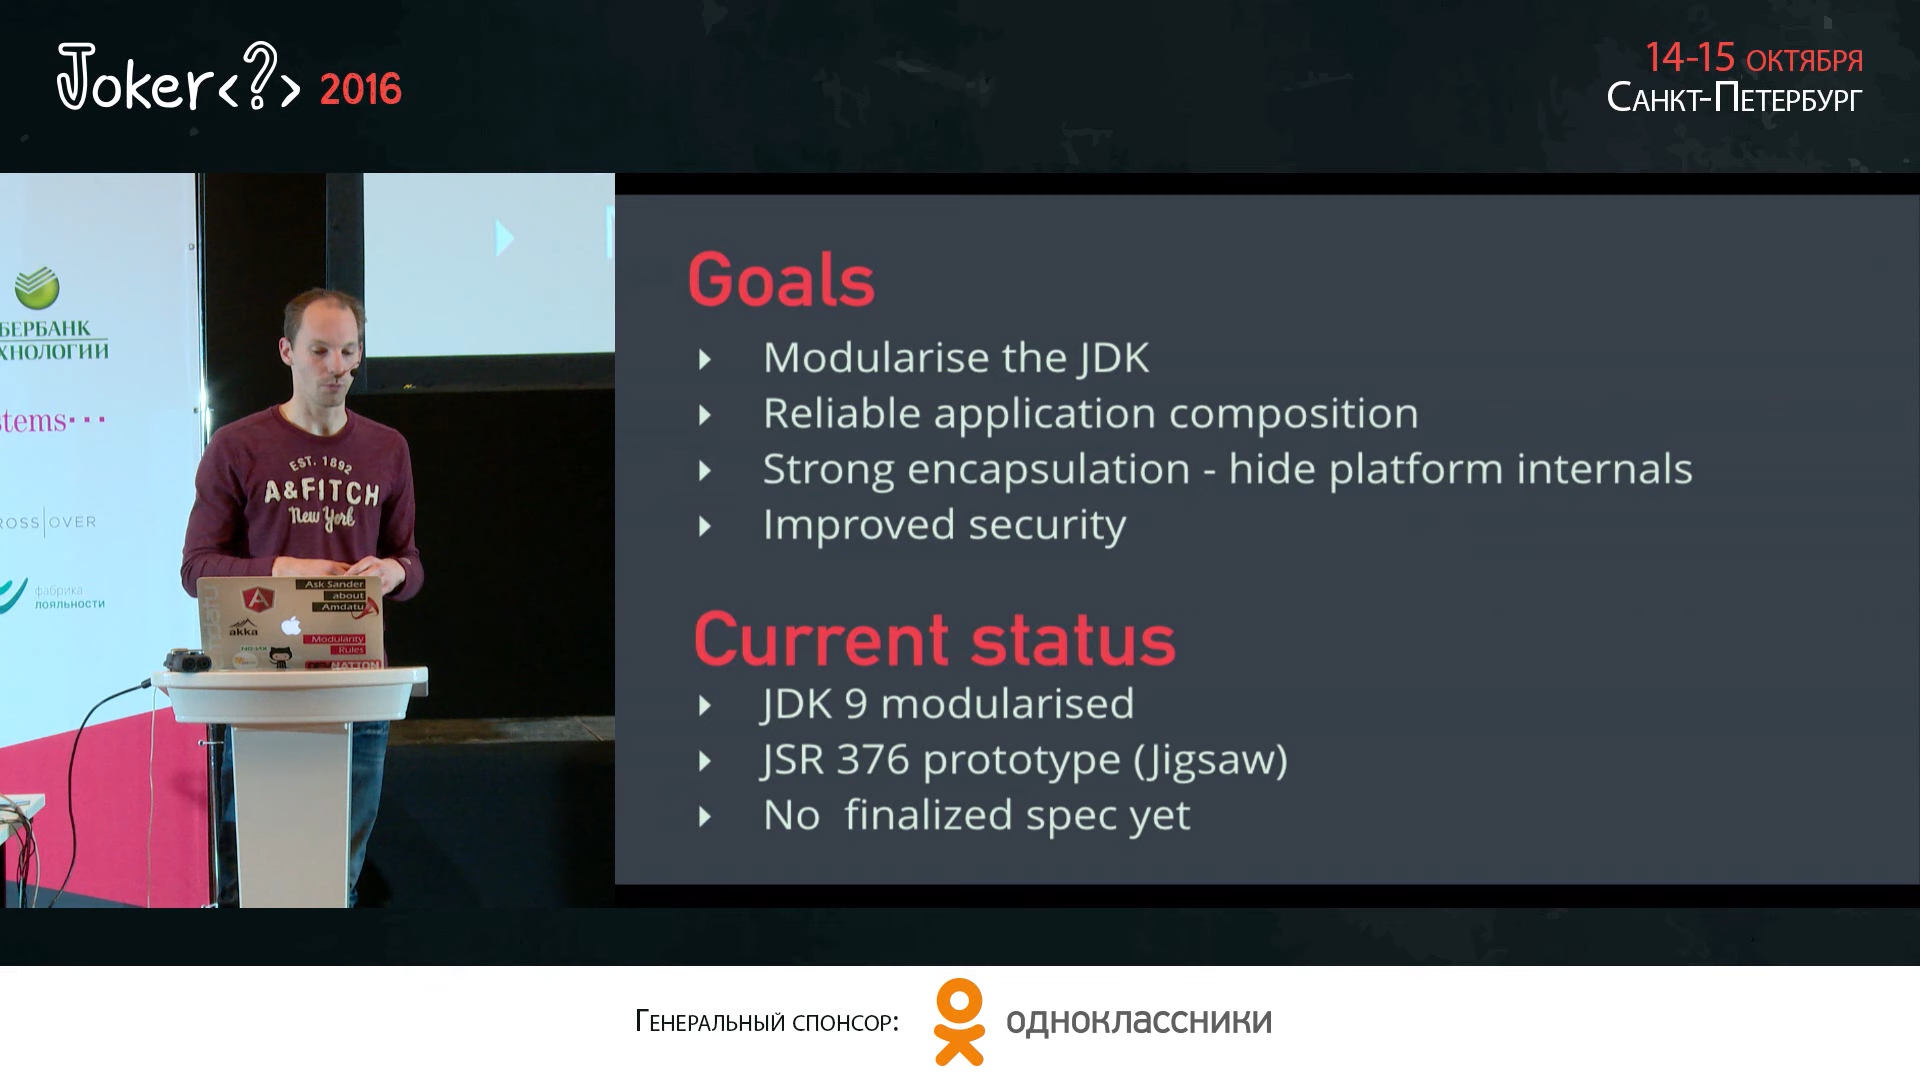 Joker<?> 2016
14-15 октября
Санкт-Петербург
БЕРБАНК
ХНОЛОГИИ
stems
ROSS OVER
фабрика
лояльности
EST. 1892
A&FITCH
New York
Ask Sander
about
Amdatu
akka
Modularity
Rules
NATION
Goals
Modularise the JDK
Reliable application composition
Strong encapsulation - hide platform internals
Improved security
Current status
JDK 9 modularised
JSR 376 prototype (Jigsaw)
No finalized spec yet
Генеральный спонсор:
одноклассники